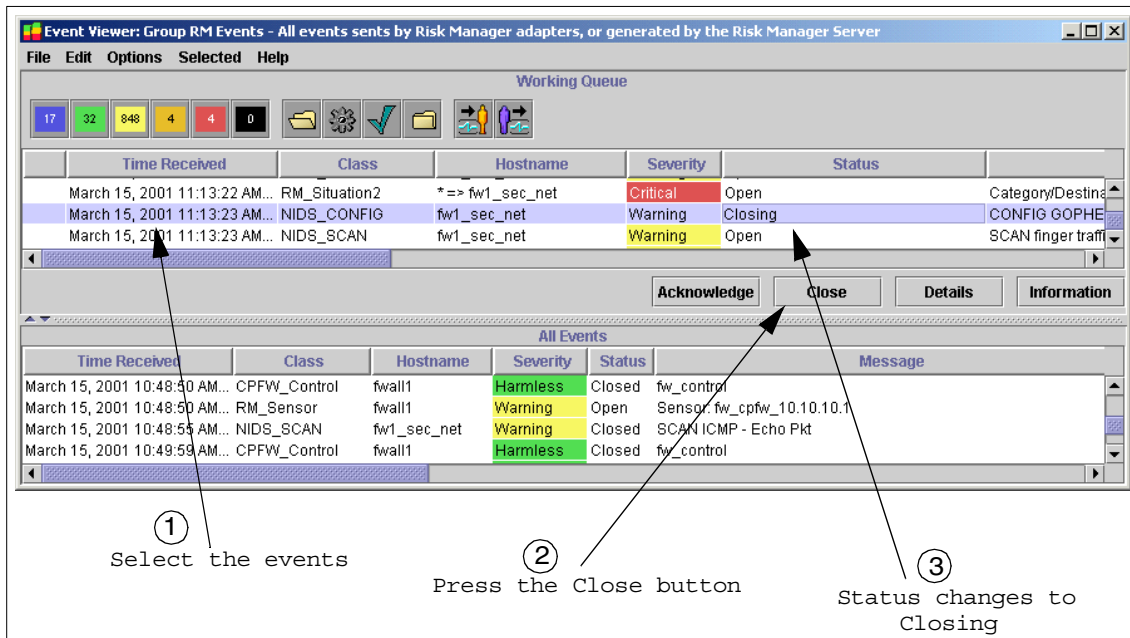 Event Viewer: Group RM Events - All events sents by Risk Manager adapters, or generated by the Risk Manager Server
File Edit Options Selected Help
Working Queue
17 32 848 4 4 0
Time Received Class Hostname Severity Status
March 15, 2001 11:13:22 AM... RM_Situation2 * => fw1_sec_net Critical Open Category/Destina
March 15, 2001 11:13:23 AM... NIDS_CONFIG fw1_sec_net Warning Closing CONFIG GOPHE
March 15, 2001 11:13:23 AM... NIDS_SCAN fw1_sec_net Warning Open SCAN finger traffi
Acknowledge Close Details Information
All Events
Time Received Class Hostname Severity Status Message
March 15, 2001 10:48:50 AM... CPFW_Control fwall1 Harmless Closed fw_control
March 15, 2001 10:48:50 AM... RM_Sensor fwall1 Warning Open Sensor: fw_cpfw_10.10.10.1
March 15, 2001 10:48:55 AM... NIDS_SCAN fw1_sec_net Warning Closed SCAN ICMP - Echo Pkt
March 15, 2001 10:49:59 AM... CPFW_Control fwall1 Harmless Closed fw_control
1
Select the events
2
Press the Close button
3
Status changes to
Closing